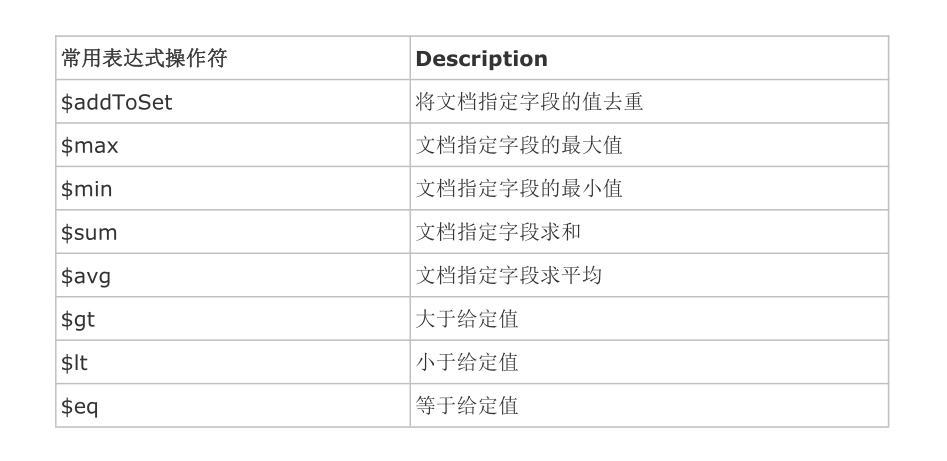 常用表达式操作符 Description
$addToSet 将文档指定字段的值去重
$max 文档指定字段的最大值
$min 文档指定字段的最小值
$sum 文档指定字段求和
$avg 文档指定字段求平均
$gt 大于给定值
$lt 小于给定值
$eq 等于给定值